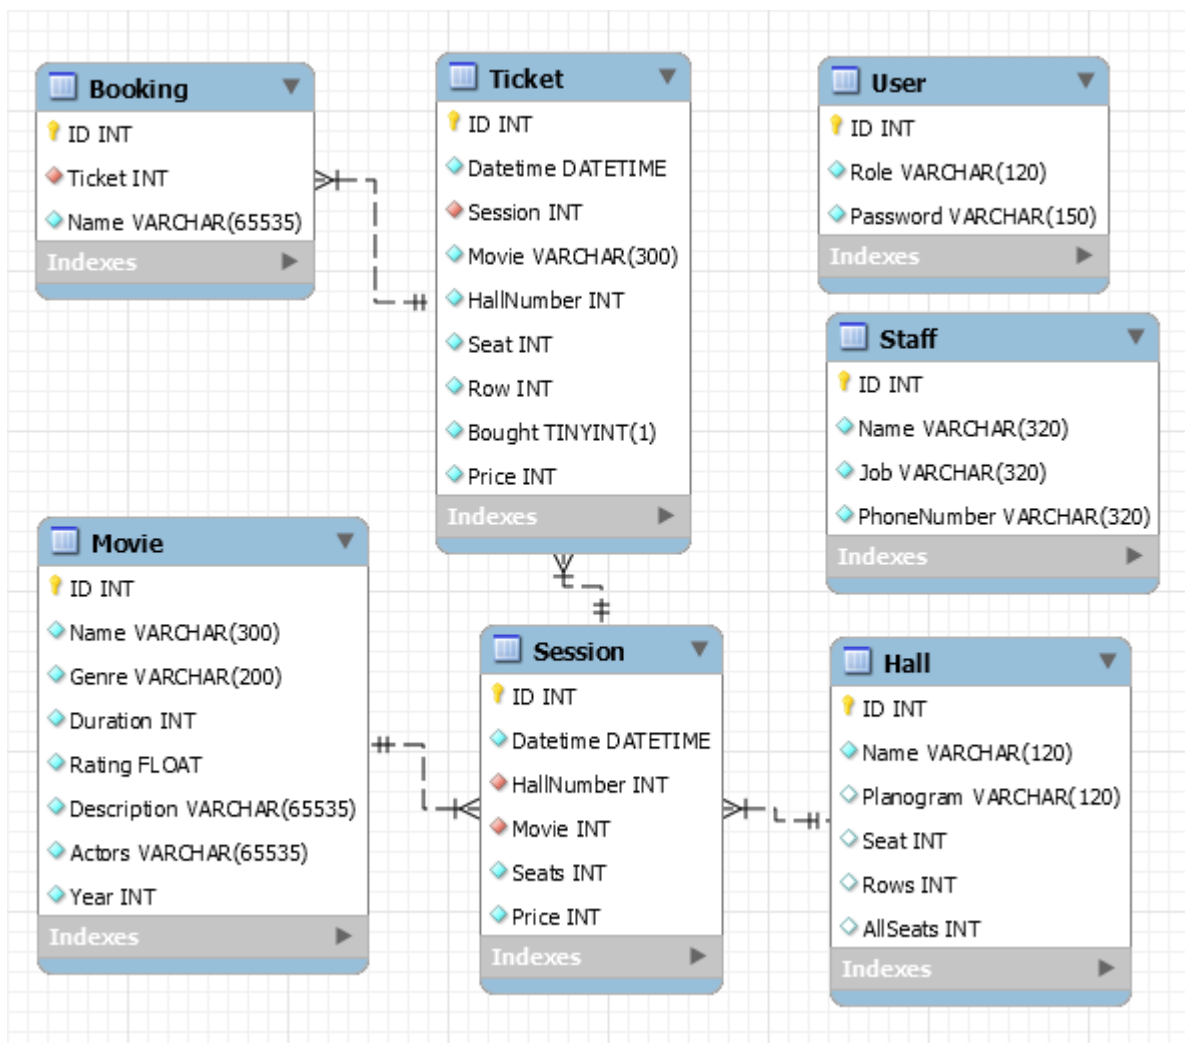 Booking
ID INT
Ticket INT
Name VARCHAR(65535)
Indexes
Ticket
ID INT
Datetime DATETIME
Session INT
Movie VARCHAR(300)
HallNumber INT
Seat INT
Row INT
Bought TINYINT(1)
Price INT
Indexes
User
ID INT
Role VARCHAR(120)
Password VARCHAR(150)
Indexes
Staff
ID INT
Name VARCHAR(320)
Job VARCHAR(320)
PhoneNumber VARCHAR(320)
Indexes
Movie
ID INT
Name VARCHAR(300)
Genre VARCHAR(200)
Duration INT
Rating FLOAT
Description VARCHAR(65535)
Actors VARCHAR(65535)
Year INT
Indexes
Session
ID INT
Datetime DATETIME
HallNumber INT
Movie INT
Seats INT
Price INT
Indexes
Hall
ID INT
Name VARCHAR(120)
Planogram VARCHAR(120)
Seat INT
Rows INT
AllSeats INT
Indexes